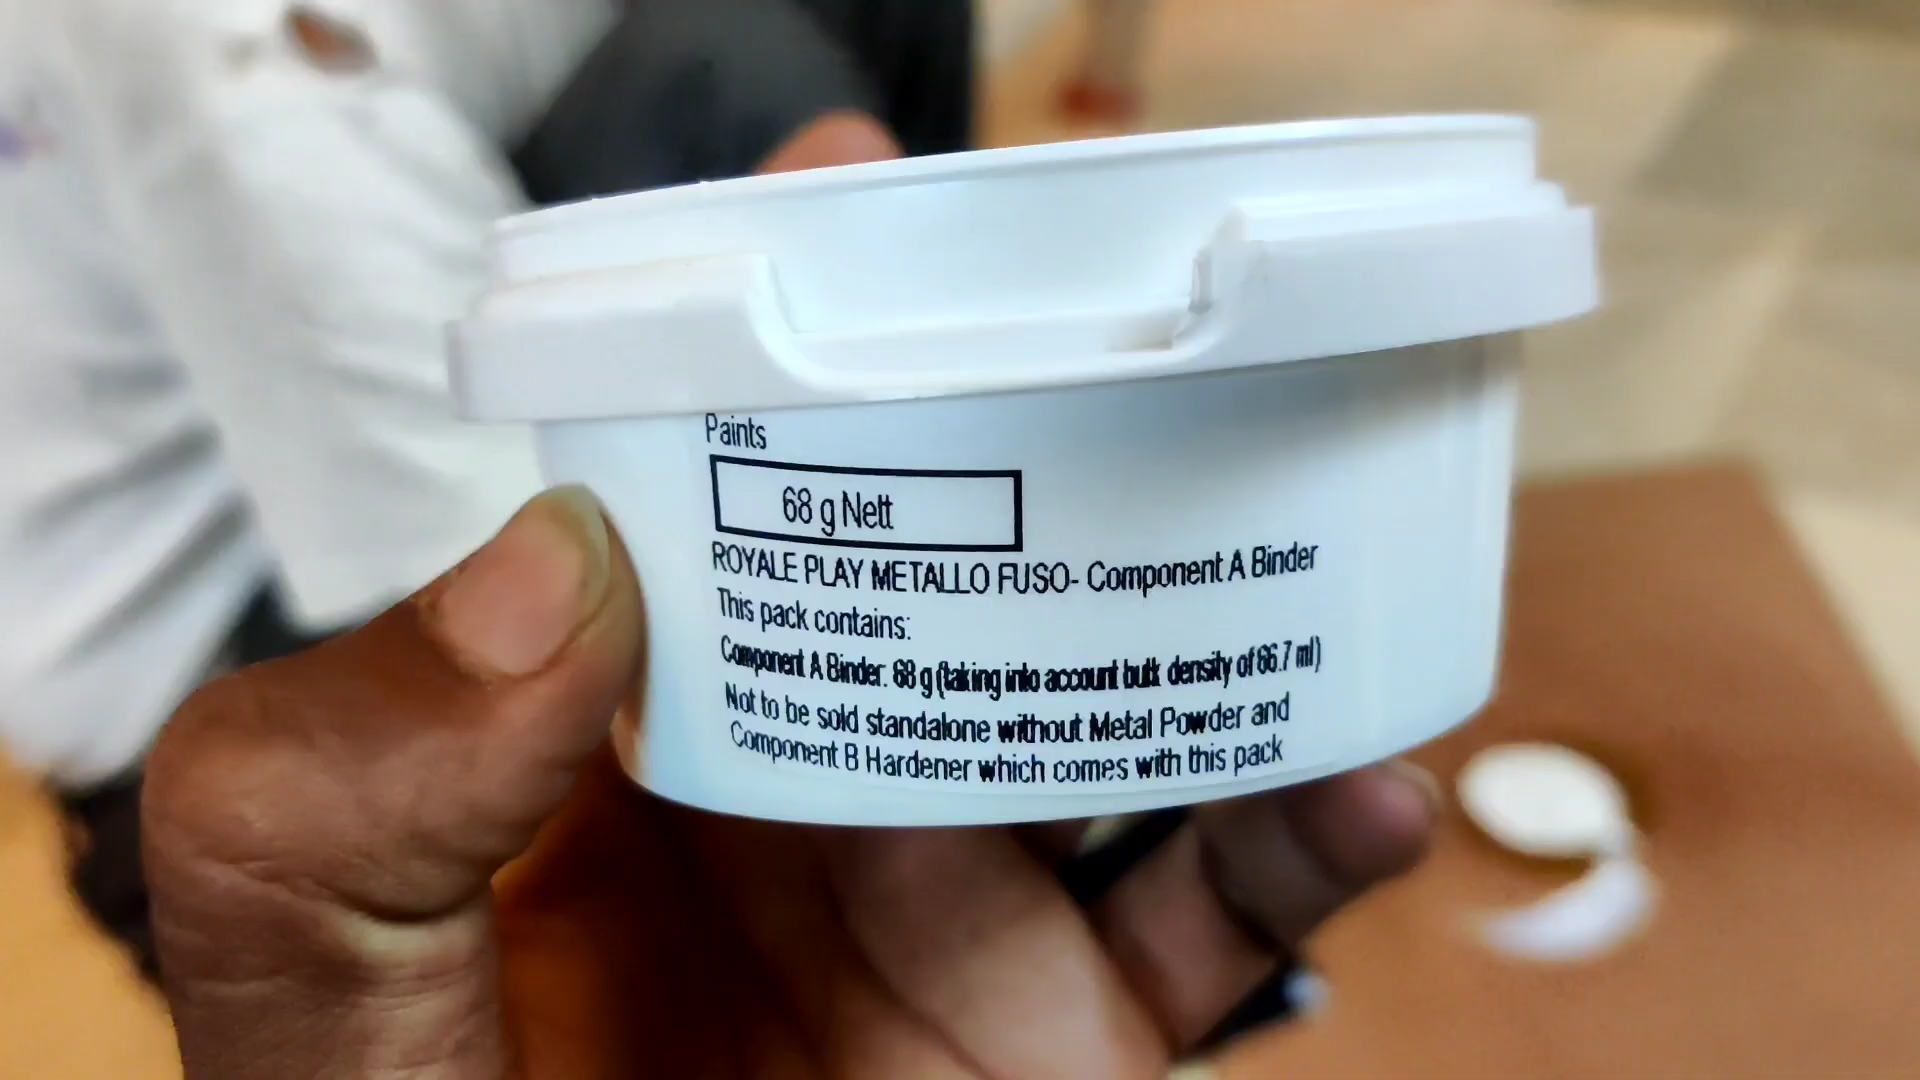 Paints
68 g Nett
ROYALE PLAY METALLO FUSO- Component A Binder
This pack contains:
Component A Binder: 68 g (taking into account bulk density of 66.7 ml)
Not to be sold standalone without Metal Powder and
Component B Hardener which comes with this pack